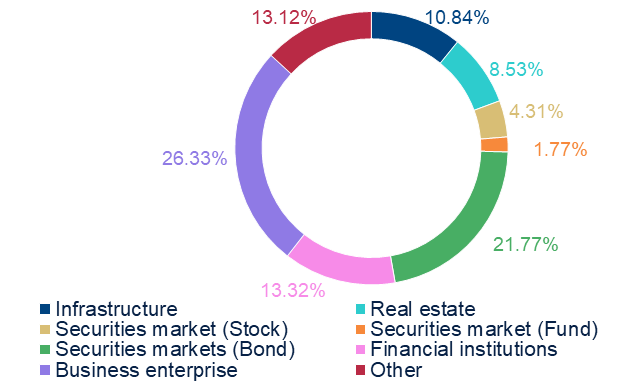 13.12% 10.84%
8.53%
4.31%
1.77%
26.33%
21.77%
13.32%
Infrastructure Real estate
Securities market (Stock) Securities market (Fund)
Securities markets (Bond) Financial institutions
Business enterprise Other